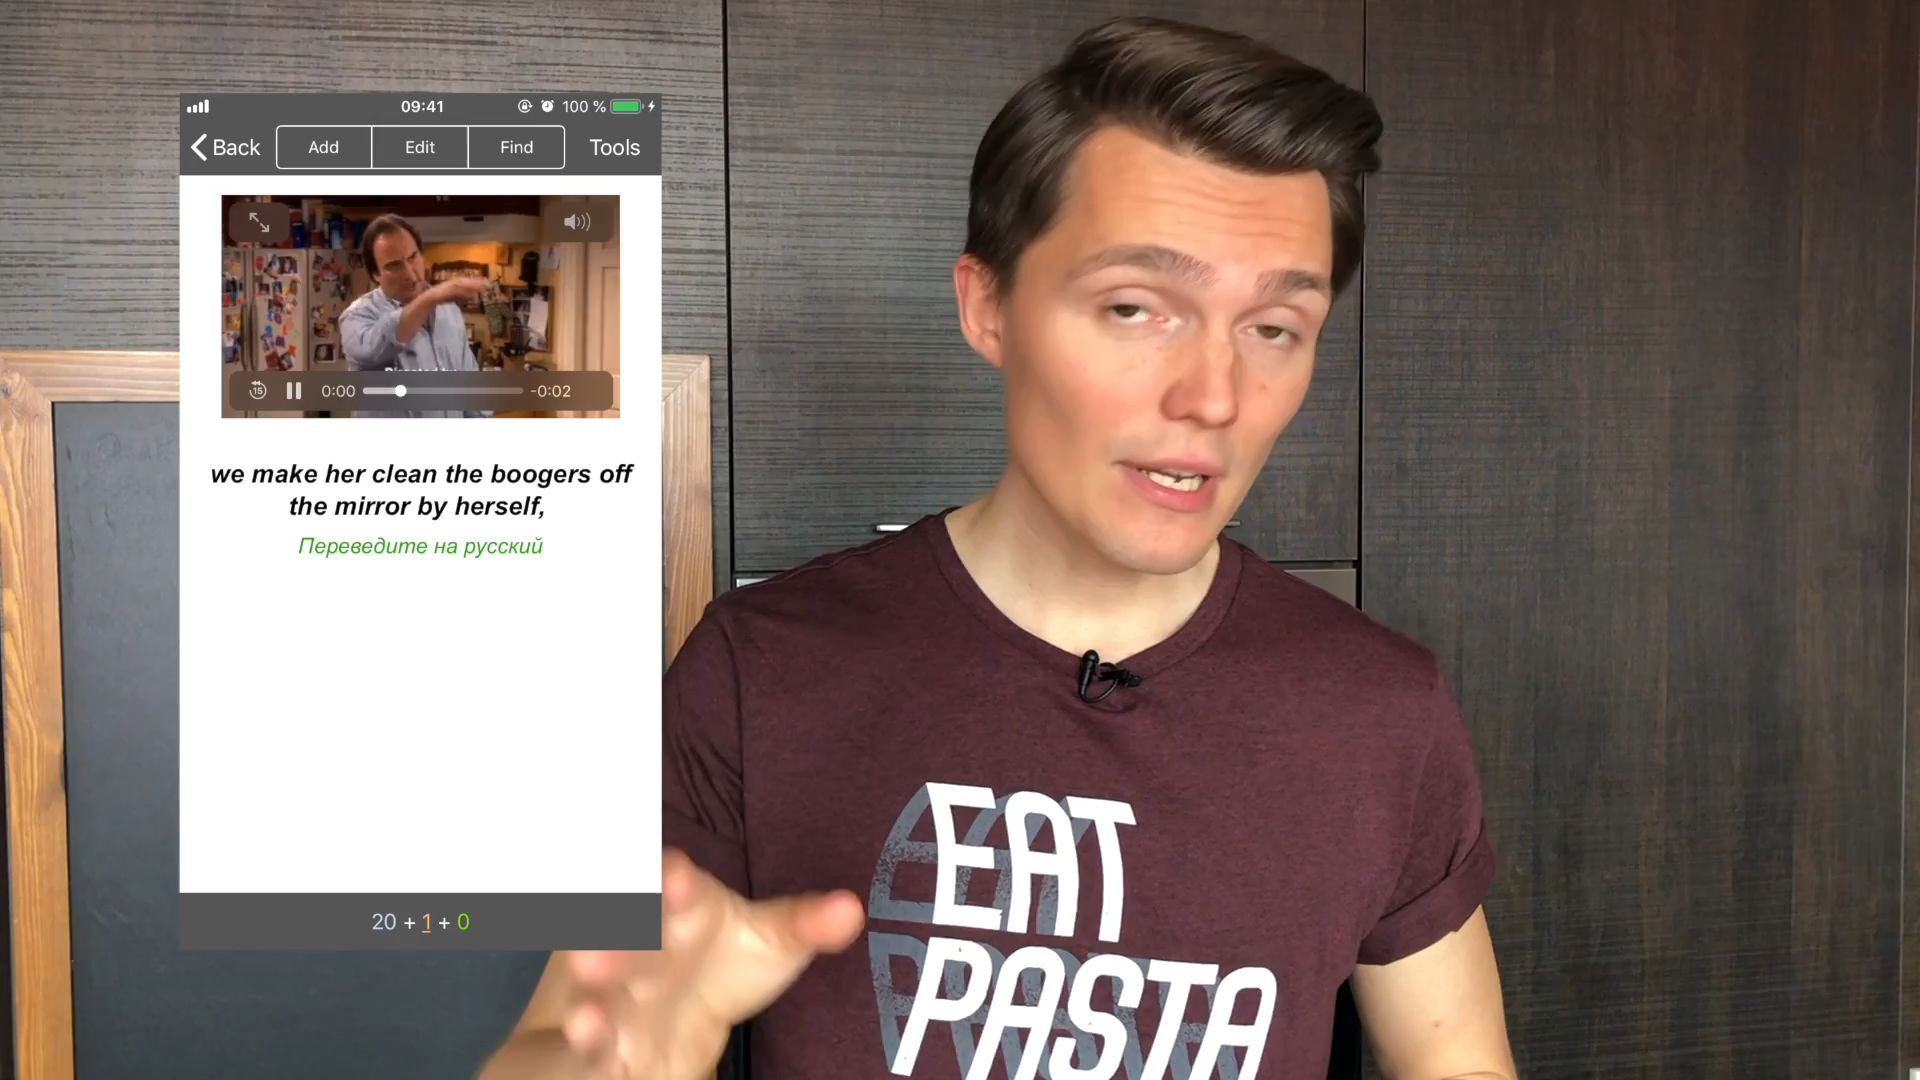 09:41
100 %
Back
Add
Edit
Find
Tools
15
0:00
-0:02
we make her clean the boogers off
the mirror by herself,
Переведите на русский
20 + 1 + 0
EAT
PASTA